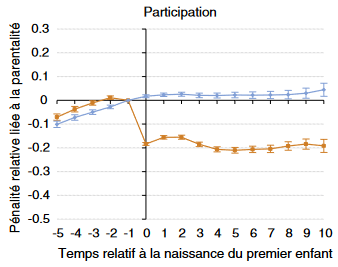 Participation
Pénalité relative liée à la parentalité
0.3
0.2
0.1
0
-0.1
-0.2
-0.3
-0.4
-0.5
-5 -4 -3 -2 -1 0 1 2 3 4 5 6 7 8 9 10
Temps relatif à la naissance du premier enfant